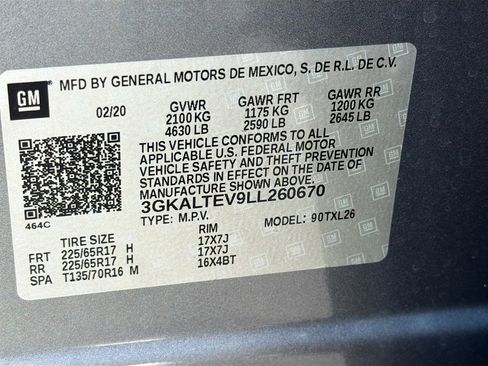 GM
MFD BY GENERAL MOTORS DE MEXICO, S. DE R.L. DE C.V.
02/20 GVWR GAWR FRT GAWR RR
2100 KG 1175 KG 1200 KG
4630 LB 2590 LB 2645 LB
THIS VEHICLE CONFORMS TO ALL
APPLICABLE U.S. FEDERAL MOTOR
VEHICLE SAFETY AND THEFT PREVENTION
STANDARDS IN EFFECT ON THE DATE OF
MANUFACTURE SHOWN ABOVE.
3GKALTEV9LL260670
464C TYPE: M.P.V. MODEL: 90TXL26
TIRE SIZE RIM
FRT 225/65R17 H 17X7J
RR 225/65R17 H 17X7J
SPA T135/70R16 M 16X4BT